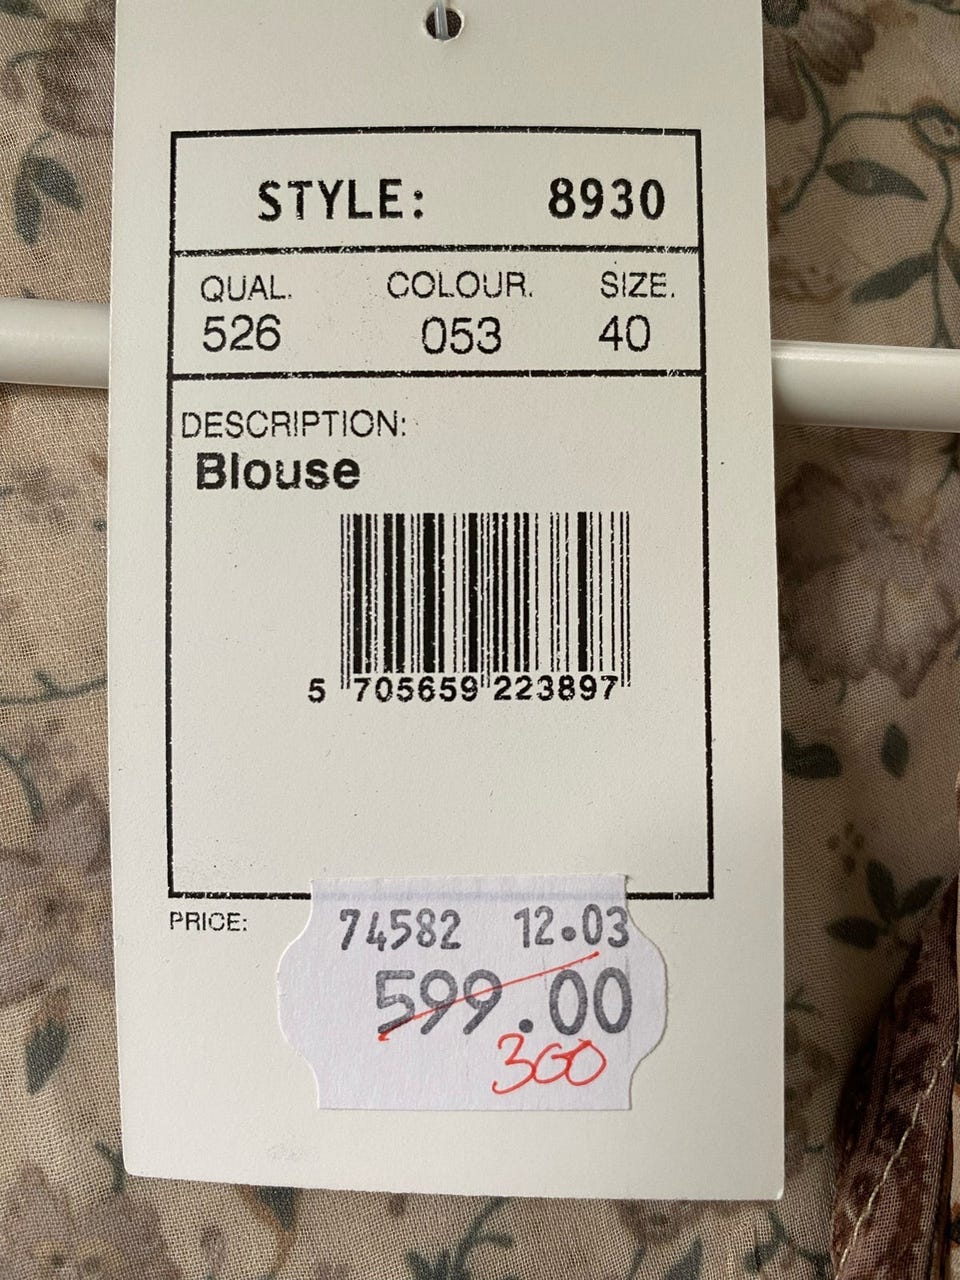 STYLE: 8930
QUAL. COLOUR. SIZE.
526 053 40
DESCRIPTION:
Blouse
5 705659 223897
PRICE: 74582 12.03
599.00
300